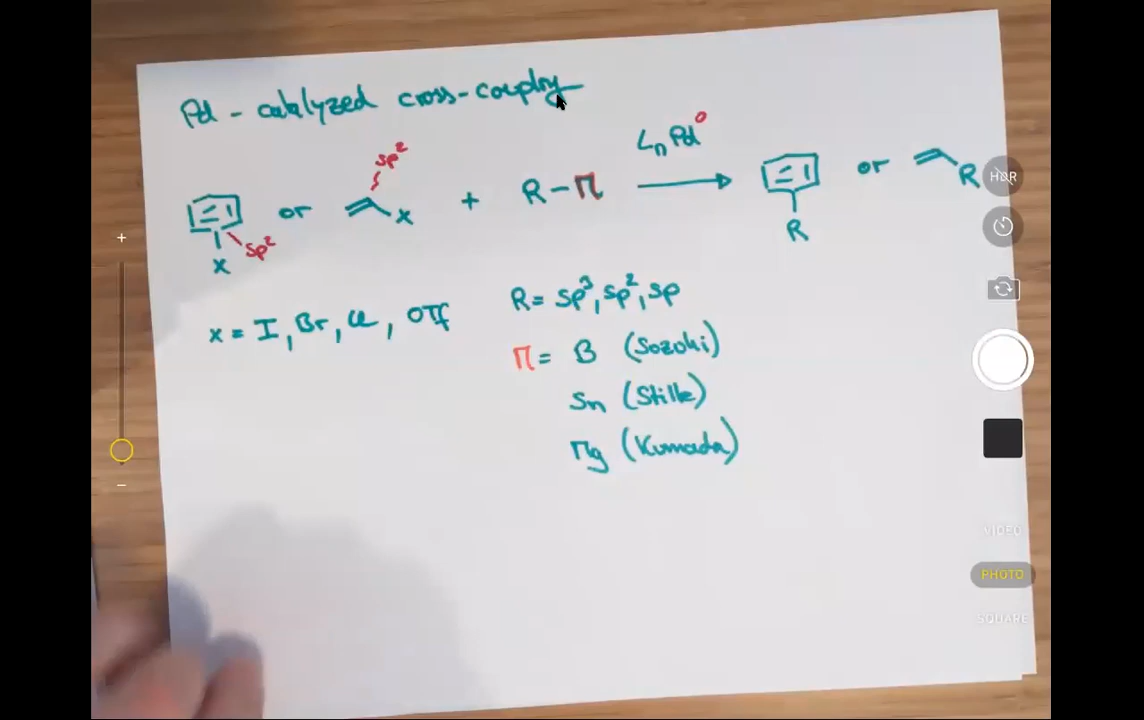 Pd - catalyzed cross-coupling
sp²
LnPd⁰
or X + R-M or R
sp²
X R
X = I, Br, Cl, OTf R = sp³, sp², sp
M = B (Suzuki)
Sn (Stille)
Mg (Kumada)
HDR
+
-
VIDEO
PHOTO
SQUARE